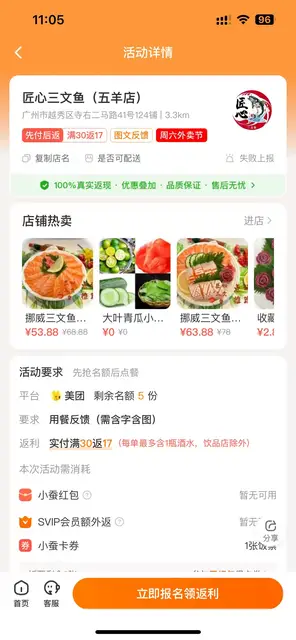 11:05
96
活动详情
匠心三文鱼（五羊店）
广州市越秀区寺右二马路41号124铺 | 3.3km
先付后返 满30返17 图文反馈 周六外卖节
复制店名 是否可配送 失败上报
匠心
100%真实返现 · 优惠叠加 · 品质保证 · 售后无忧 >
店铺热卖 进店 >
挪威三文鱼... 大叶青瓜小... 挪威三文鱼... 收藏
¥53.88 ¥68.88 ¥0 ¥0 ¥63.88 ¥78 ¥2.8
活动要求 先抢名额后点餐
平台 美团 剩余名额 5 份
要求 用餐反馈（需含字含图）
返利 实付满30返17 (每单最多含1瓶酒水，饮品店除外)
本次活动需消耗
小蚕红包 暂无可用
SVIP会员额外返 暂无
分享
券 小蚕卡券 1张
首页 客服 立即报名领返利